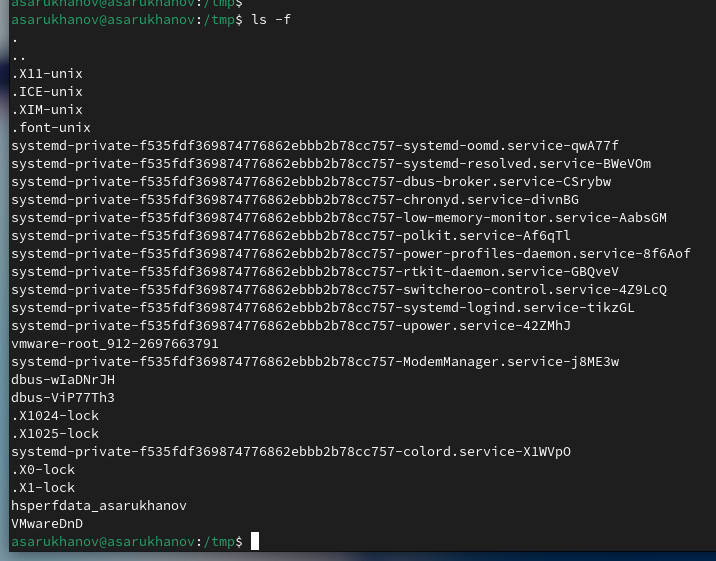 asarukhanov@asarukhanov:/tmp$
asarukhanov@asarukhanov:/tmp$ ls -f
.
..
.X11-unix
.ICE-unix
.XIM-unix
.font-unix
systemd-private-f535fdf369874776862ebbb2b78cc757-systemd-oomd.service-qwA77f
systemd-private-f535fdf369874776862ebbb2b78cc757-systemd-resolved.service-BWeVOm
systemd-private-f535fdf369874776862ebbb2b78cc757-dbus-broker.service-CSrybw
systemd-private-f535fdf369874776862ebbb2b78cc757-chronyd.service-divnBG
systemd-private-f535fdf369874776862ebbb2b78cc757-low-memory-monitor.service-AabsGM
systemd-private-f535fdf369874776862ebbb2b78cc757-polkit.service-Af6qTl
systemd-private-f535fdf369874776862ebbb2b78cc757-power-profiles-daemon.service-8f6Aof
systemd-private-f535fdf369874776862ebbb2b78cc757-rtkit-daemon.service-GBQveV
systemd-private-f535fdf369874776862ebbb2b78cc757-switcheroo-control.service-4Z9LcQ
systemd-private-f535fdf369874776862ebbb2b78cc757-systemd-logind.service-tikzGL
systemd-private-f535fdf369874776862ebbb2b78cc757-upower.service-42ZMhJ
vmware-root_912-2697663791
systemd-private-f535fdf369874776862ebbb2b78cc757-ModemManager.service-j8ME3w
dbus-wIaDNrJH
dbus-ViP77Th3
.X1024-lock
.X1025-lock
systemd-private-f535fdf369874776862ebbb2b78cc757-colord.service-X1WVpO
.X0-lock
.X1-lock
hsperfdata_asarukhanov
VMwareDnD
asarukhanov@asarukhanov:/tmp$